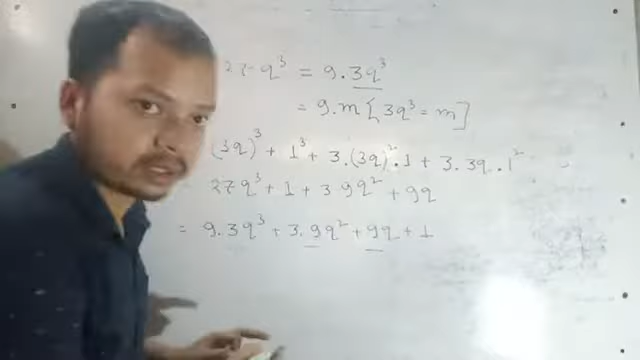 27q³ = 9.3q³
= 9.m [3q³ = m]
(3q)³ + 1³ + 3.(3q)².1 + 3.3q.1²
27q³ + 1 + 3.9q² + 9q
= 9.3q³ + 3.9q² + 9q + 1